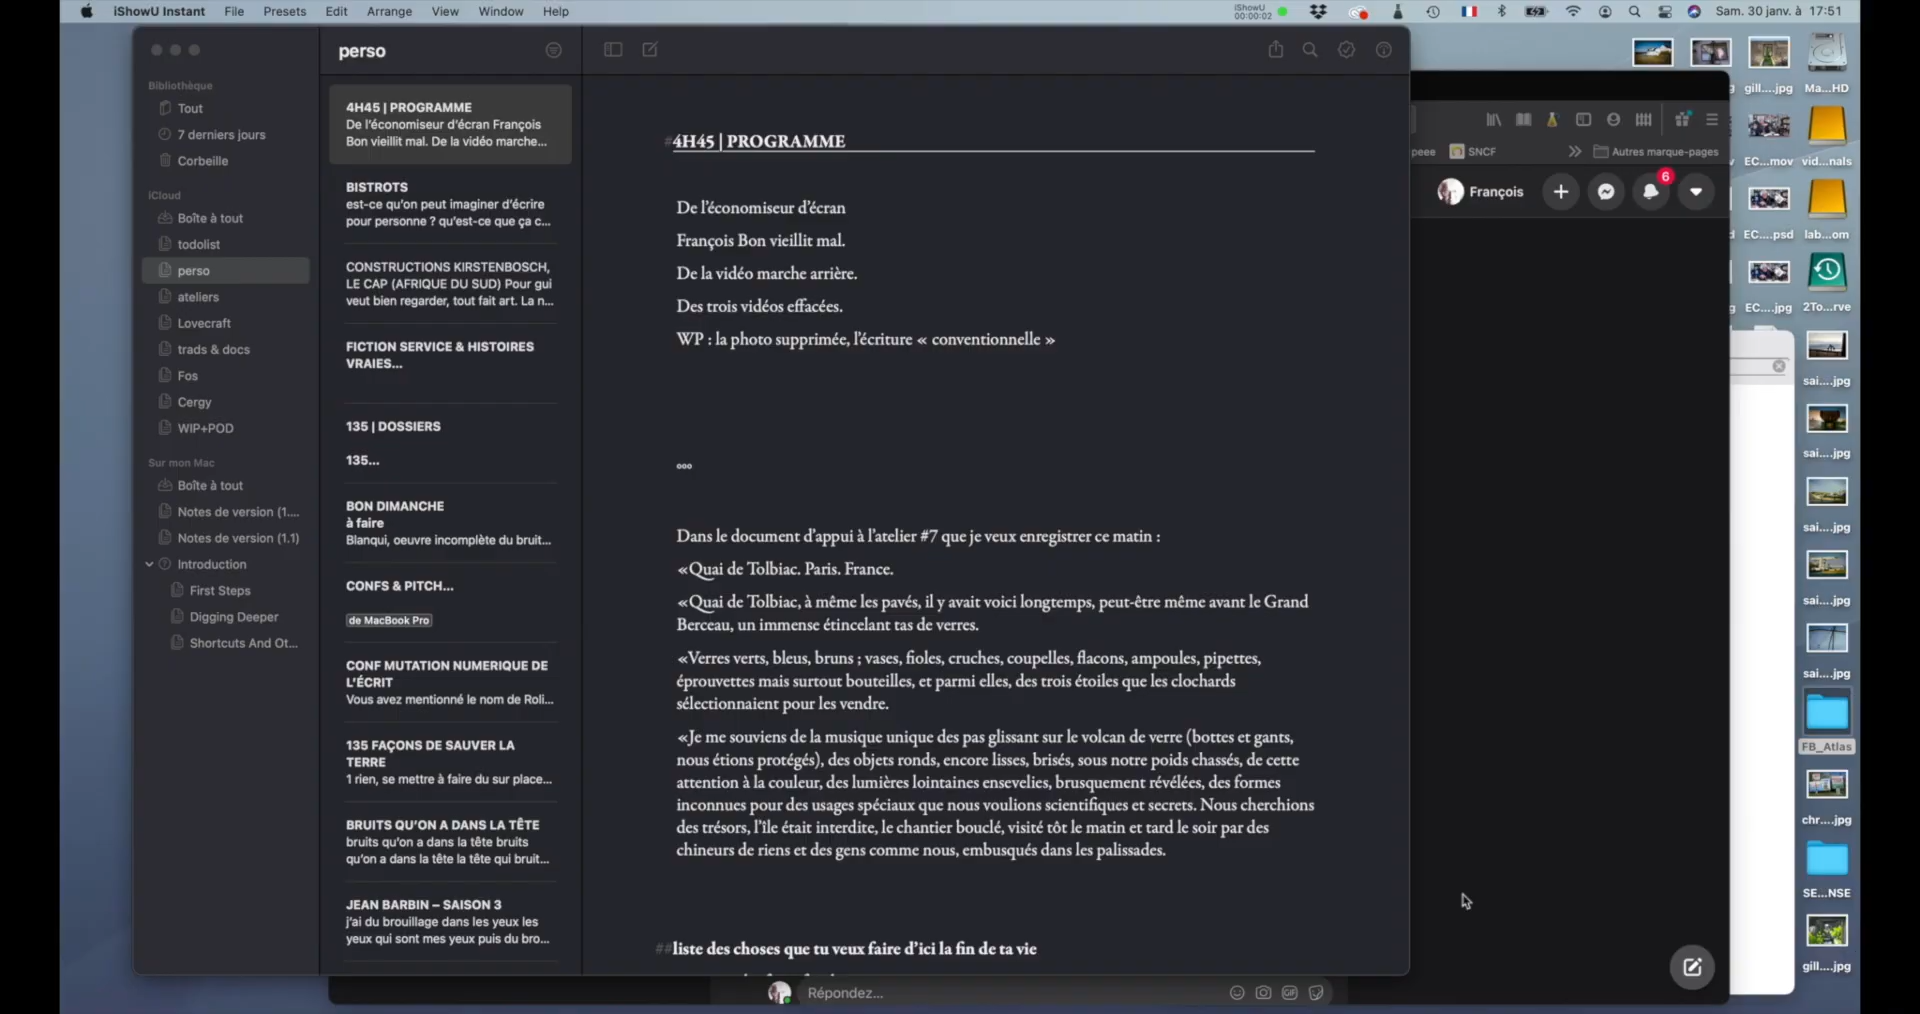 iShowU Instant File Presets Edit Arrange View Window Help
iShowU
00:00:02
Sam. 30 janv. à 17:51
Bibliothèque
Tout
7 derniers jours
Corbeille
iCloud
Boîte à tout
todolist
perso
ateliers
Lovecraft
trads & docs
Fos
Cergy
WIP+POD
Sur mon Mac
Boîte à tout
Notes de version (1....
Notes de version (1.1)
Introduction
First Steps
Digging Deeper
Shortcuts And Ot...
perso
4H45 | PROGRAMME
De l'économiseur d'écran François
Bon vieillit mal. De la vidéo marche...
BISTROTS
est-ce qu'on peut imaginer d'écrire
pour personne ? qu'est-ce que ça c...
CONSTRUCTIONS KIRSTENBOSCH,
LE CAP (AFRIQUE DU SUD) Pour qui
veut bien regarder, tout fait art. La n...
FICTION SERVICE & HISTOIRES
VRAIES...
135 | DOSSIERS
135...
BON DIMANCHE
à faire
Blanqui, oeuvre incomplète du bruit...
CONFS & PITCH...
de MacBook Pro
CONF MUTATION NUMERIQUE DE
L'ÉCRIT
Vous avez mentionné le nom de Roli...
135 FAÇONS DE SAUVER LA
TERRE
1 rien, se mettre à faire du sur place...
BRUITS QU'ON A DANS LA TÊTE
bruits qu'on a dans la tête bruits
qu'on a dans la tête la tête qui bruit...
JEAN BARBIN – SAISON 3
j'ai du brouillage dans les yeux les
yeux qui sont mes yeux puis du bro...
#4H45 | PROGRAMME
De l'économiseur d'écran
François Bon vieillit mal.
De la vidéo marche arrière.
Des trois vidéos effacées.
WP : la photo supprimée, l'écriture « conventionnelle »
°°°
Dans le document d'appui à l'atelier #7 que je veux enregistrer ce matin :
«Quai de Tolbiac. Paris. France.
«Quai de Tolbiac, à même les pavés, il y avait voici longtemps, peut-être même avant le Grand
Berceau, un immense étincelant tas de verres.
«Verres verts, bleus, bruns ; vases, fioles, cruches, coupelles, flacons, ampoules, pipettes,
éprouvettes mais surtout bouteilles, et parmi elles, des trois étoiles que les clochards
sélectionnaient pour les vendre.
«Je me souviens de la musique unique des pas glissant sur le volcan de verre (bottes et gants,
nous étions protégés), des objets ronds, encore lisses, brisés, sous notre poids chassés, de cette
attention à la couleur, des lumières lointaines ensevelies, brusquement révélées, des formes
inconnues pour des usages spéciaux que nous voulions scientifiques et secrets. Nous cherchions
des trésors, l'île était interdite, le chantier bouclé, visité tôt le matin et tard le soir par des
chineurs de riens et des gens comme nous, embusqués dans les palissades.
##liste des choses que tu veux faire d'ici la fin de ta vie
peee
SNCF
Autres marque-pages
François
6
Répondez...
GIF
gill....jpg
Ma...HD
EC...mov
vid...nals
EC....psd
lab...om
EC....jpg
2To...rve
sai....jpg
sai....jpg
sai....jpg
sai....jpg
sai....jpg
FB_Atlas
chr....jpg
SE...NSE
gill....jpg